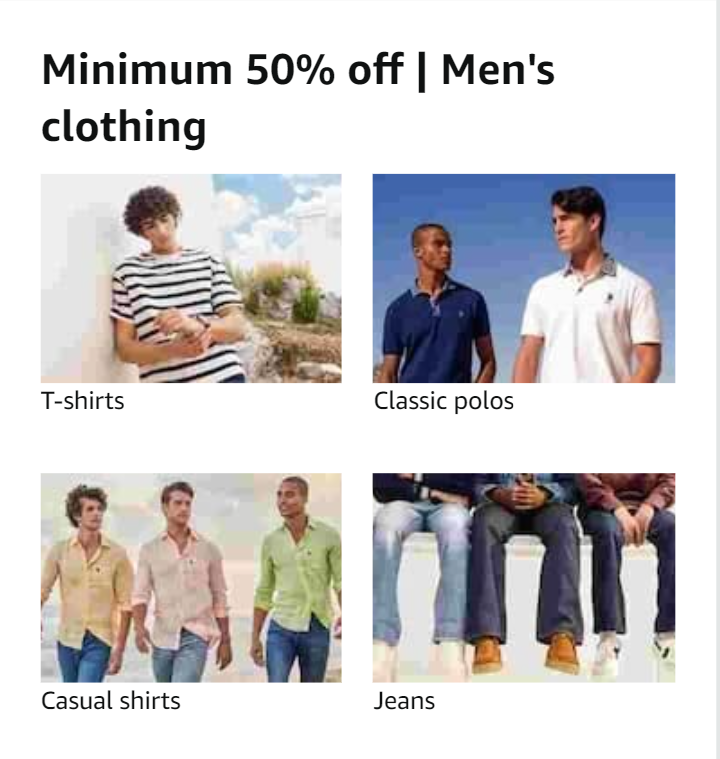 Minimum 50% off | Men's
clothing
T-shirts
Classic polos
Casual shirts
Jeans